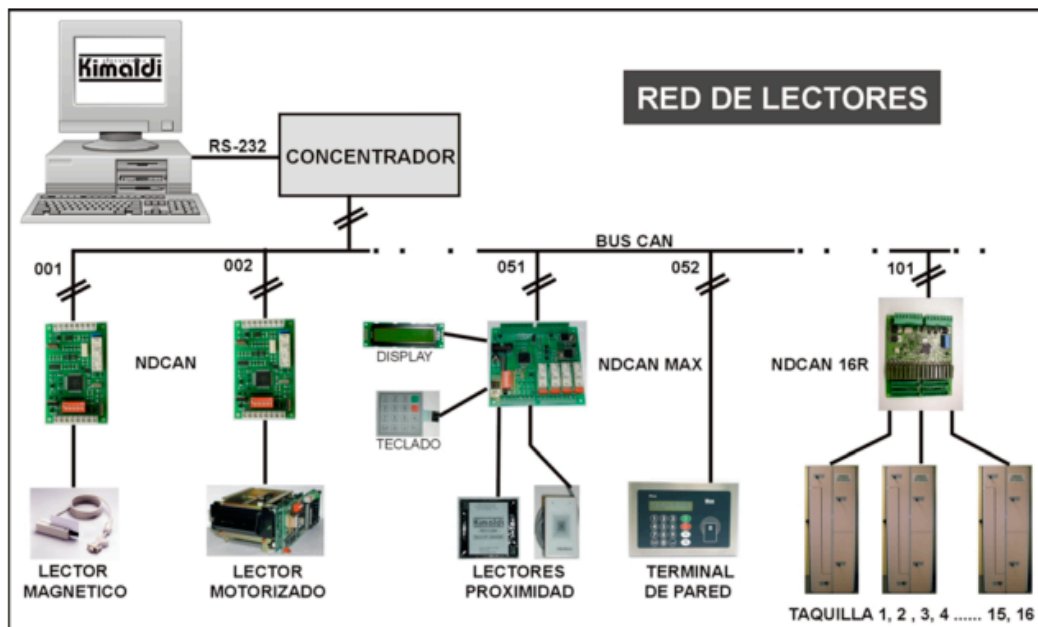 Kimaldi
RED DE LECTORES
RS-232
CONCENTRADOR
BUS CAN
001
002
051
052
101
DISPLAY
NDCAN
NDCAN MAX
NDCAN 16R
TECLADO
Kimaldi
LECTOR
MAGNETICO
LECTOR
MOTORIZADO
LECTORES
PROXIMIDAD
TERMINAL
DE PARED
TAQUILLA 1, 2 , 3, 4 ...... 15, 16